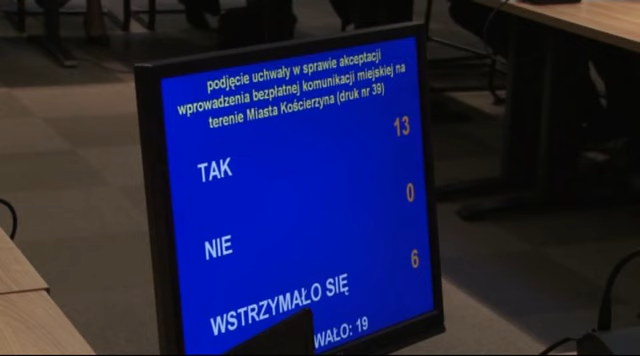 podjęcie uchwały w sprawie akceptacji
wprowadzenia bezpłatnej komunikacji miejskiej na
terenie Miasta Kościerzyna (druk nr 39)
TAK 13
NIE 0
WSTRZYMAŁO SIĘ 6
19